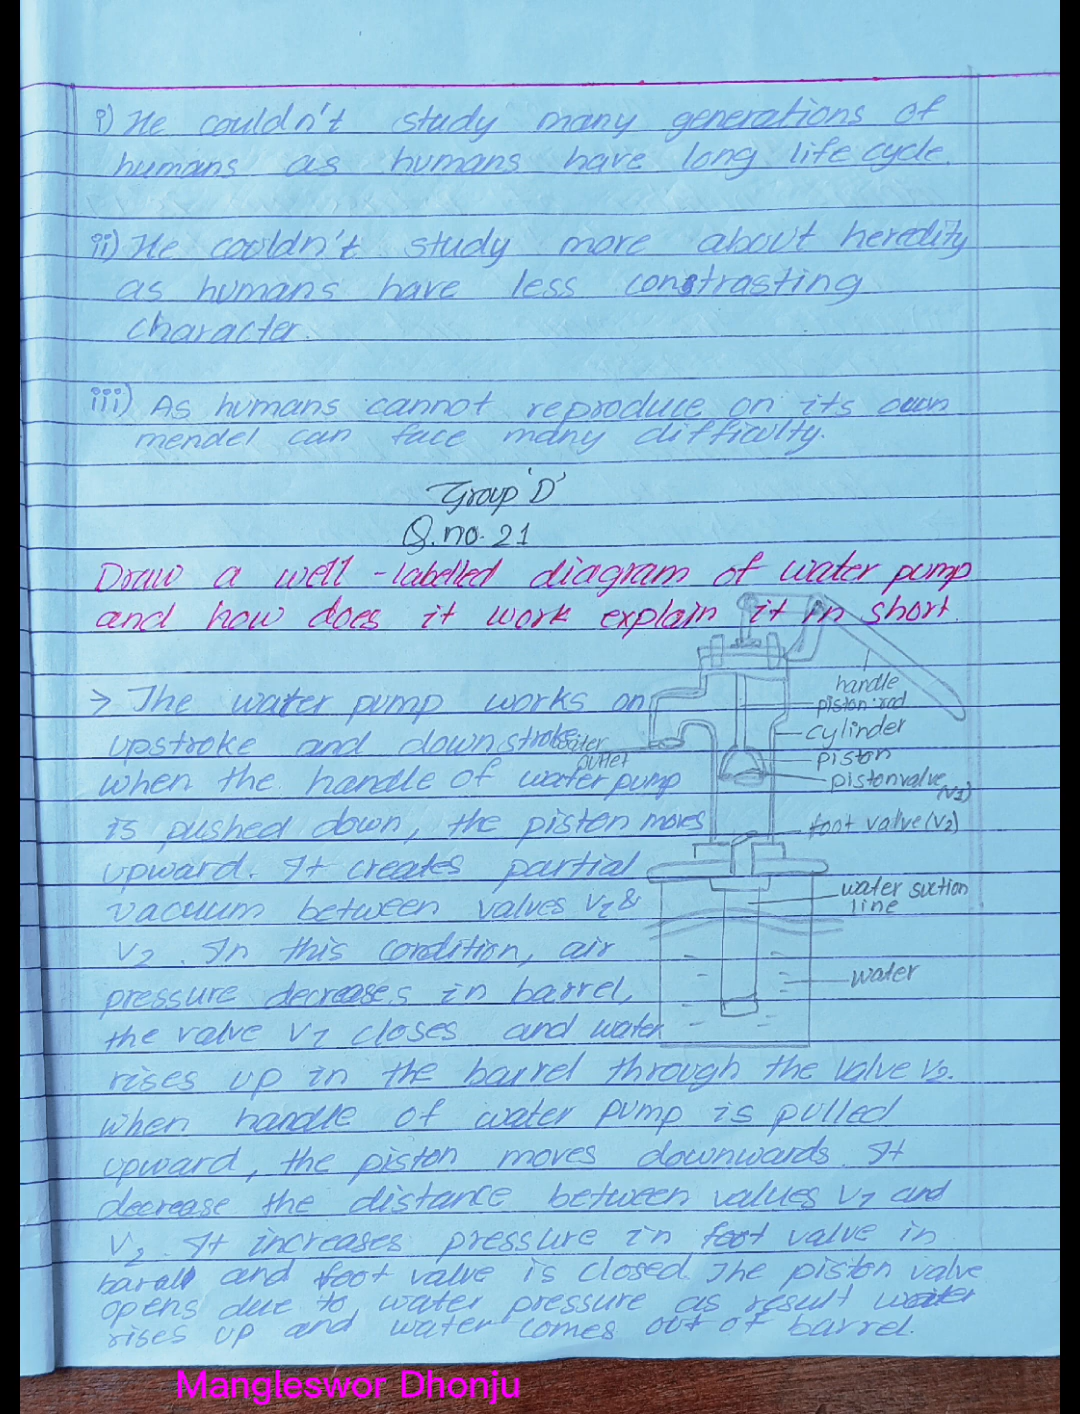 i) He couldn't study many generations of
humans as humans have long life cycle.
ii) He couldn't study more about heredity
as humans have less constrasting
character.
iii) As humans cannot reproduce on its own
mendel can face many difficulty.
Group 'D'
Q.no. 21
Draw a well-labelled diagram of water pump
and how does it work explain it in short.
→ The water pump works on
upstroke and downstroke.
when the handle of water pump
is pushed down, the piston moves
upward. It creates partial
vacuum between valves V1 &
V2. In this condition, air
pressure decreases in barrel,
the valve V1 closes and water
rises up in the barrel through the valve V2.
when handle of water pump is pulled
upward, the piston moves downwards. It
decrease the distance between values V1 and
V2. It increases pressure in foot valve in
barall and foot valve is closed. The piston valve
opens due to, water pressure as result water
rises up and water comes out of barrel.
handle
piston rod
cylinder
piston
piston valve
(V1)
foot valve (V2)
water suction
line
water
water
outlet
Mangleswor Dhonju